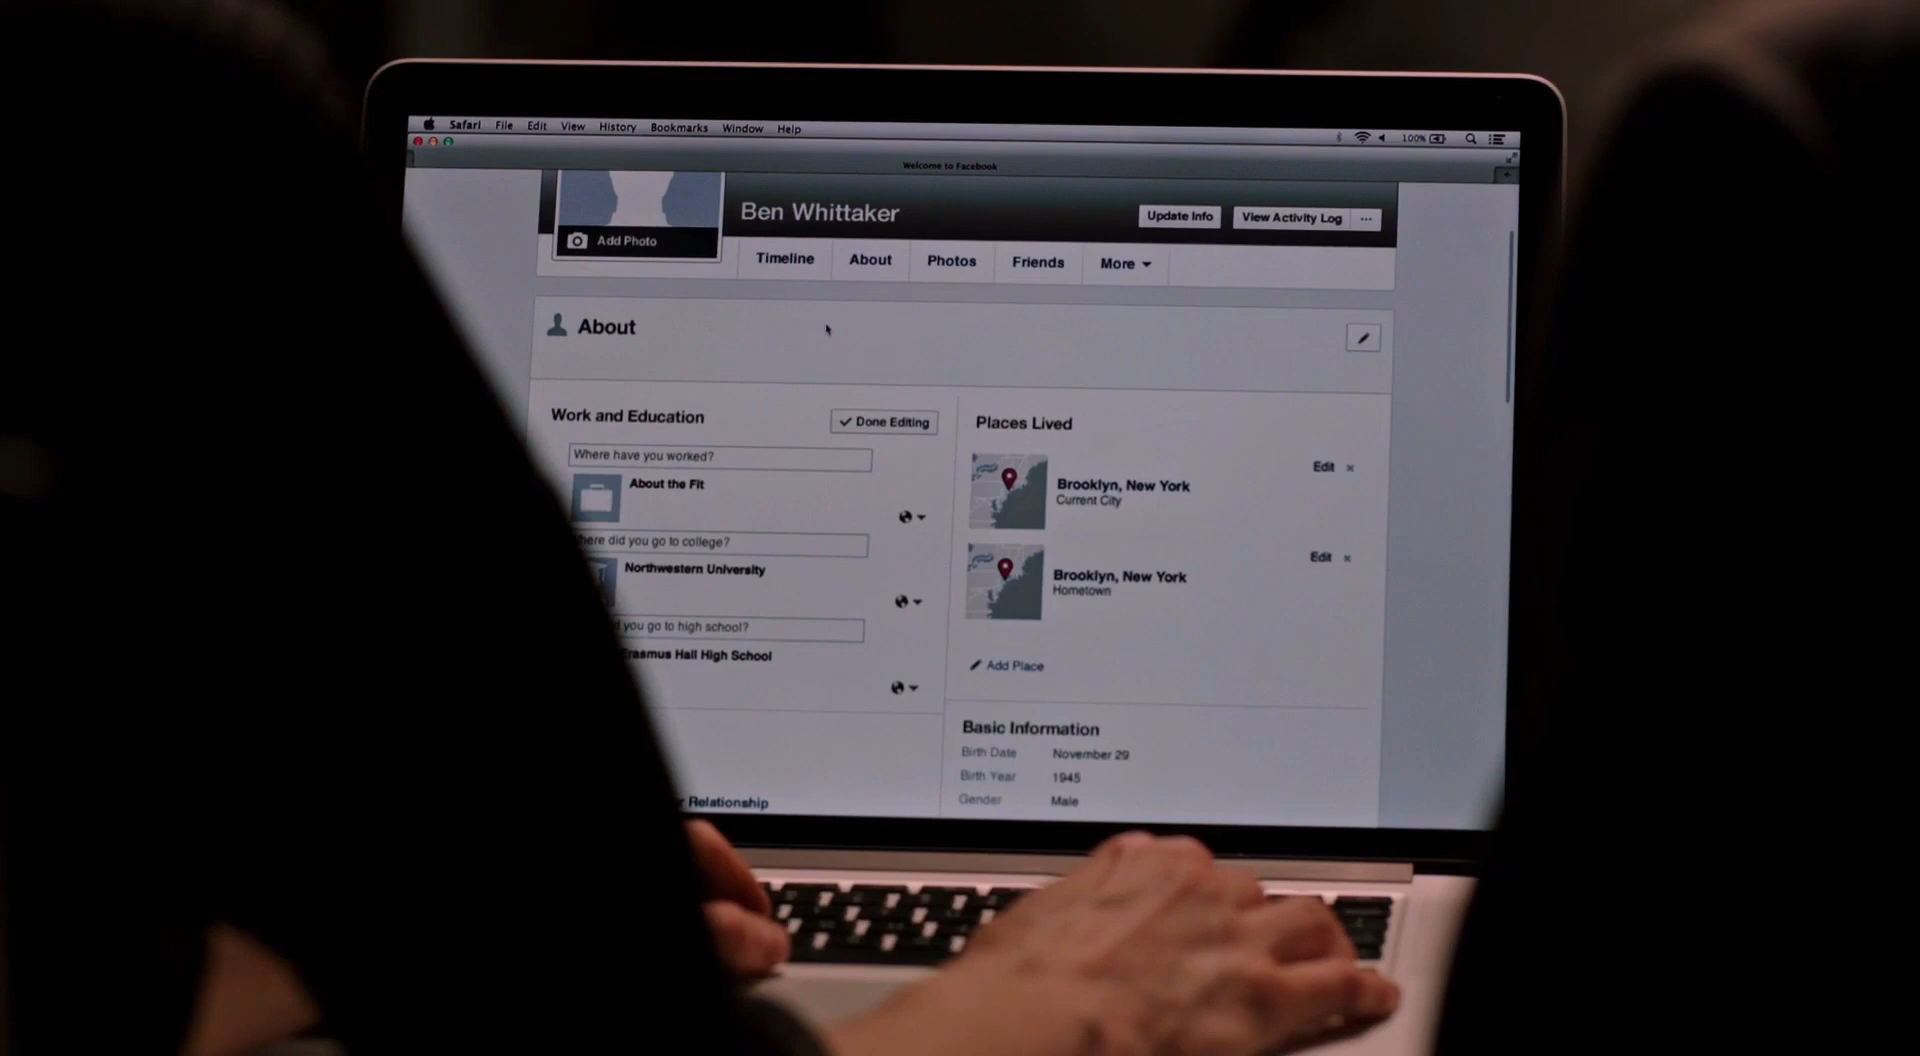 Safari File Edit View History Bookmarks Window Help 100%
Welcome to Facebook
Ben Whittaker
Update Info
View Activity Log
Add Photo
Timeline About Photos Friends More
About
Work and Education
Done Editing
Where have you worked?
About the Fit
here did you go to college?
Northwestern University
you go to high school?
Erasmus Hall High School
Relationship
Places Lived
Brooklyn, New York
Current City
Edit
Brooklyn, New York
Hometown
Edit
Add Place
Basic Information
Birth Date November 29
Birth Year 1945
Gender Male